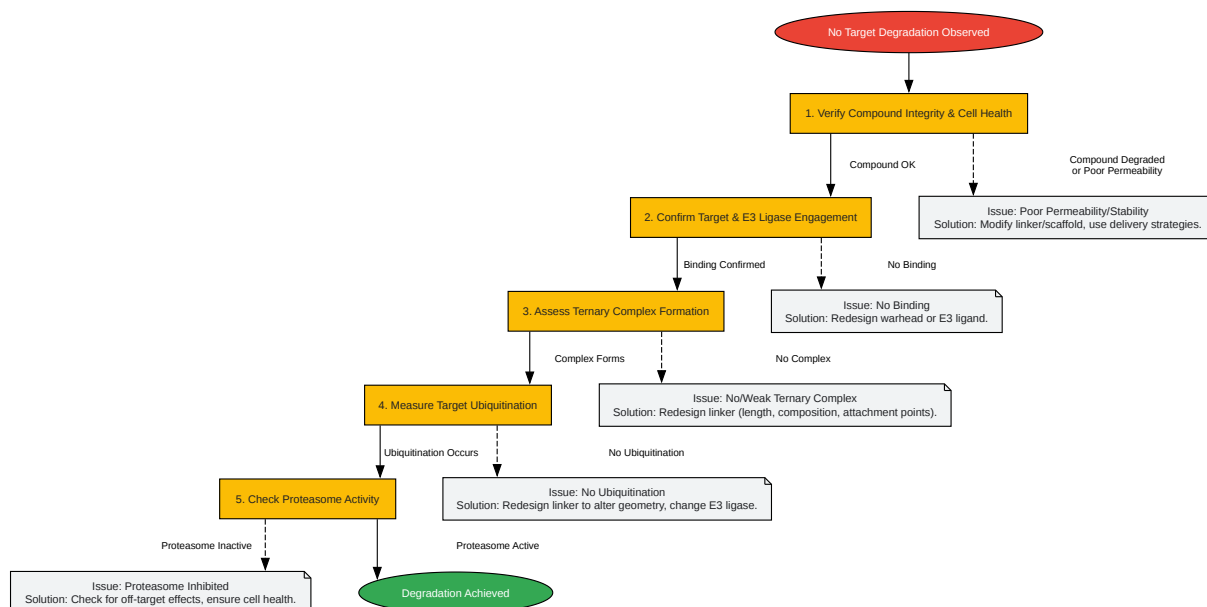 No Target Degradation Observed
1. Verify Compound Integrity & Cell Health
Compound OK
Compound Degraded
or Poor Permeability
2. Confirm Target & E3 Ligase Engagement
Issue: Poor Permeability/Stability
Solution: Modify linker/scaffold, use delivery strategies.
Binding Confirmed
No Binding
3. Assess Ternary Complex Formation
Issue: No Binding
Solution: Redesign warhead or E3 ligand.
Complex Forms
No Complex
4. Measure Target Ubiquitination
Issue: No/Weak Ternary Complex
Solution: Redesign linker (length, composition, attachment points).
Ubiquitination Occurs
No Ubiquitination
5. Check Proteasome Activity
Issue: No Ubiquitination
Solution: Redesign linker to alter geometry, change E3 ligase.
Proteasome Inactive
Proteasome Active
Issue: Proteasome Inhibited
Solution: Check for off-target effects, ensure cell health.
Degradation Achieved